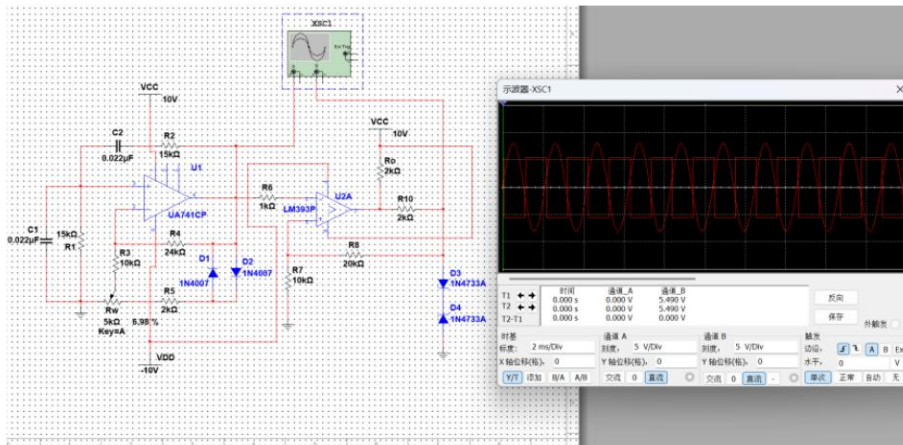 XSC1
Ext Trig
A
B
VCC
10V
C2
0.022μF
R2
15kΩ
U1
UA741CP
C1
0.022μF
15kΩ
R1
R3
10kΩ
R4
24kΩ
D1
1N4007
D2
1N4007
R5
2kΩ
Rw
5kΩ
Key=A
6.98 %
VDD
-10V
R6
1kΩ
LM393P
U2A
VCC
10V
Ro
2kΩ
R10
2kΩ
R8
20kΩ
R7
10kΩ
D3
1N4733A
D4
1N4733A
示波器-XSC1
时间 通道_A 通道_B
T1 0.000 s 0.000 V 5.490 V
T2 0.000 s 0.000 V 5.490 V
T2-T1 0.000 s 0.000 V 0.000 V
反向
保存
外触发
时基 通道 A 通道 B 触发
标度: 2 ms/Div 刻度: 5 V/Div 刻度: 5 V/Div 边沿: A B Ex
X 轴位移(格): 0 Y 轴位移(格): 0 Y 轴位移(格): 0 水平: 0 V
Y/T 添加 B/A A/B 交流 0 直流 交流 0 直流 - 单次 正常 自动 无